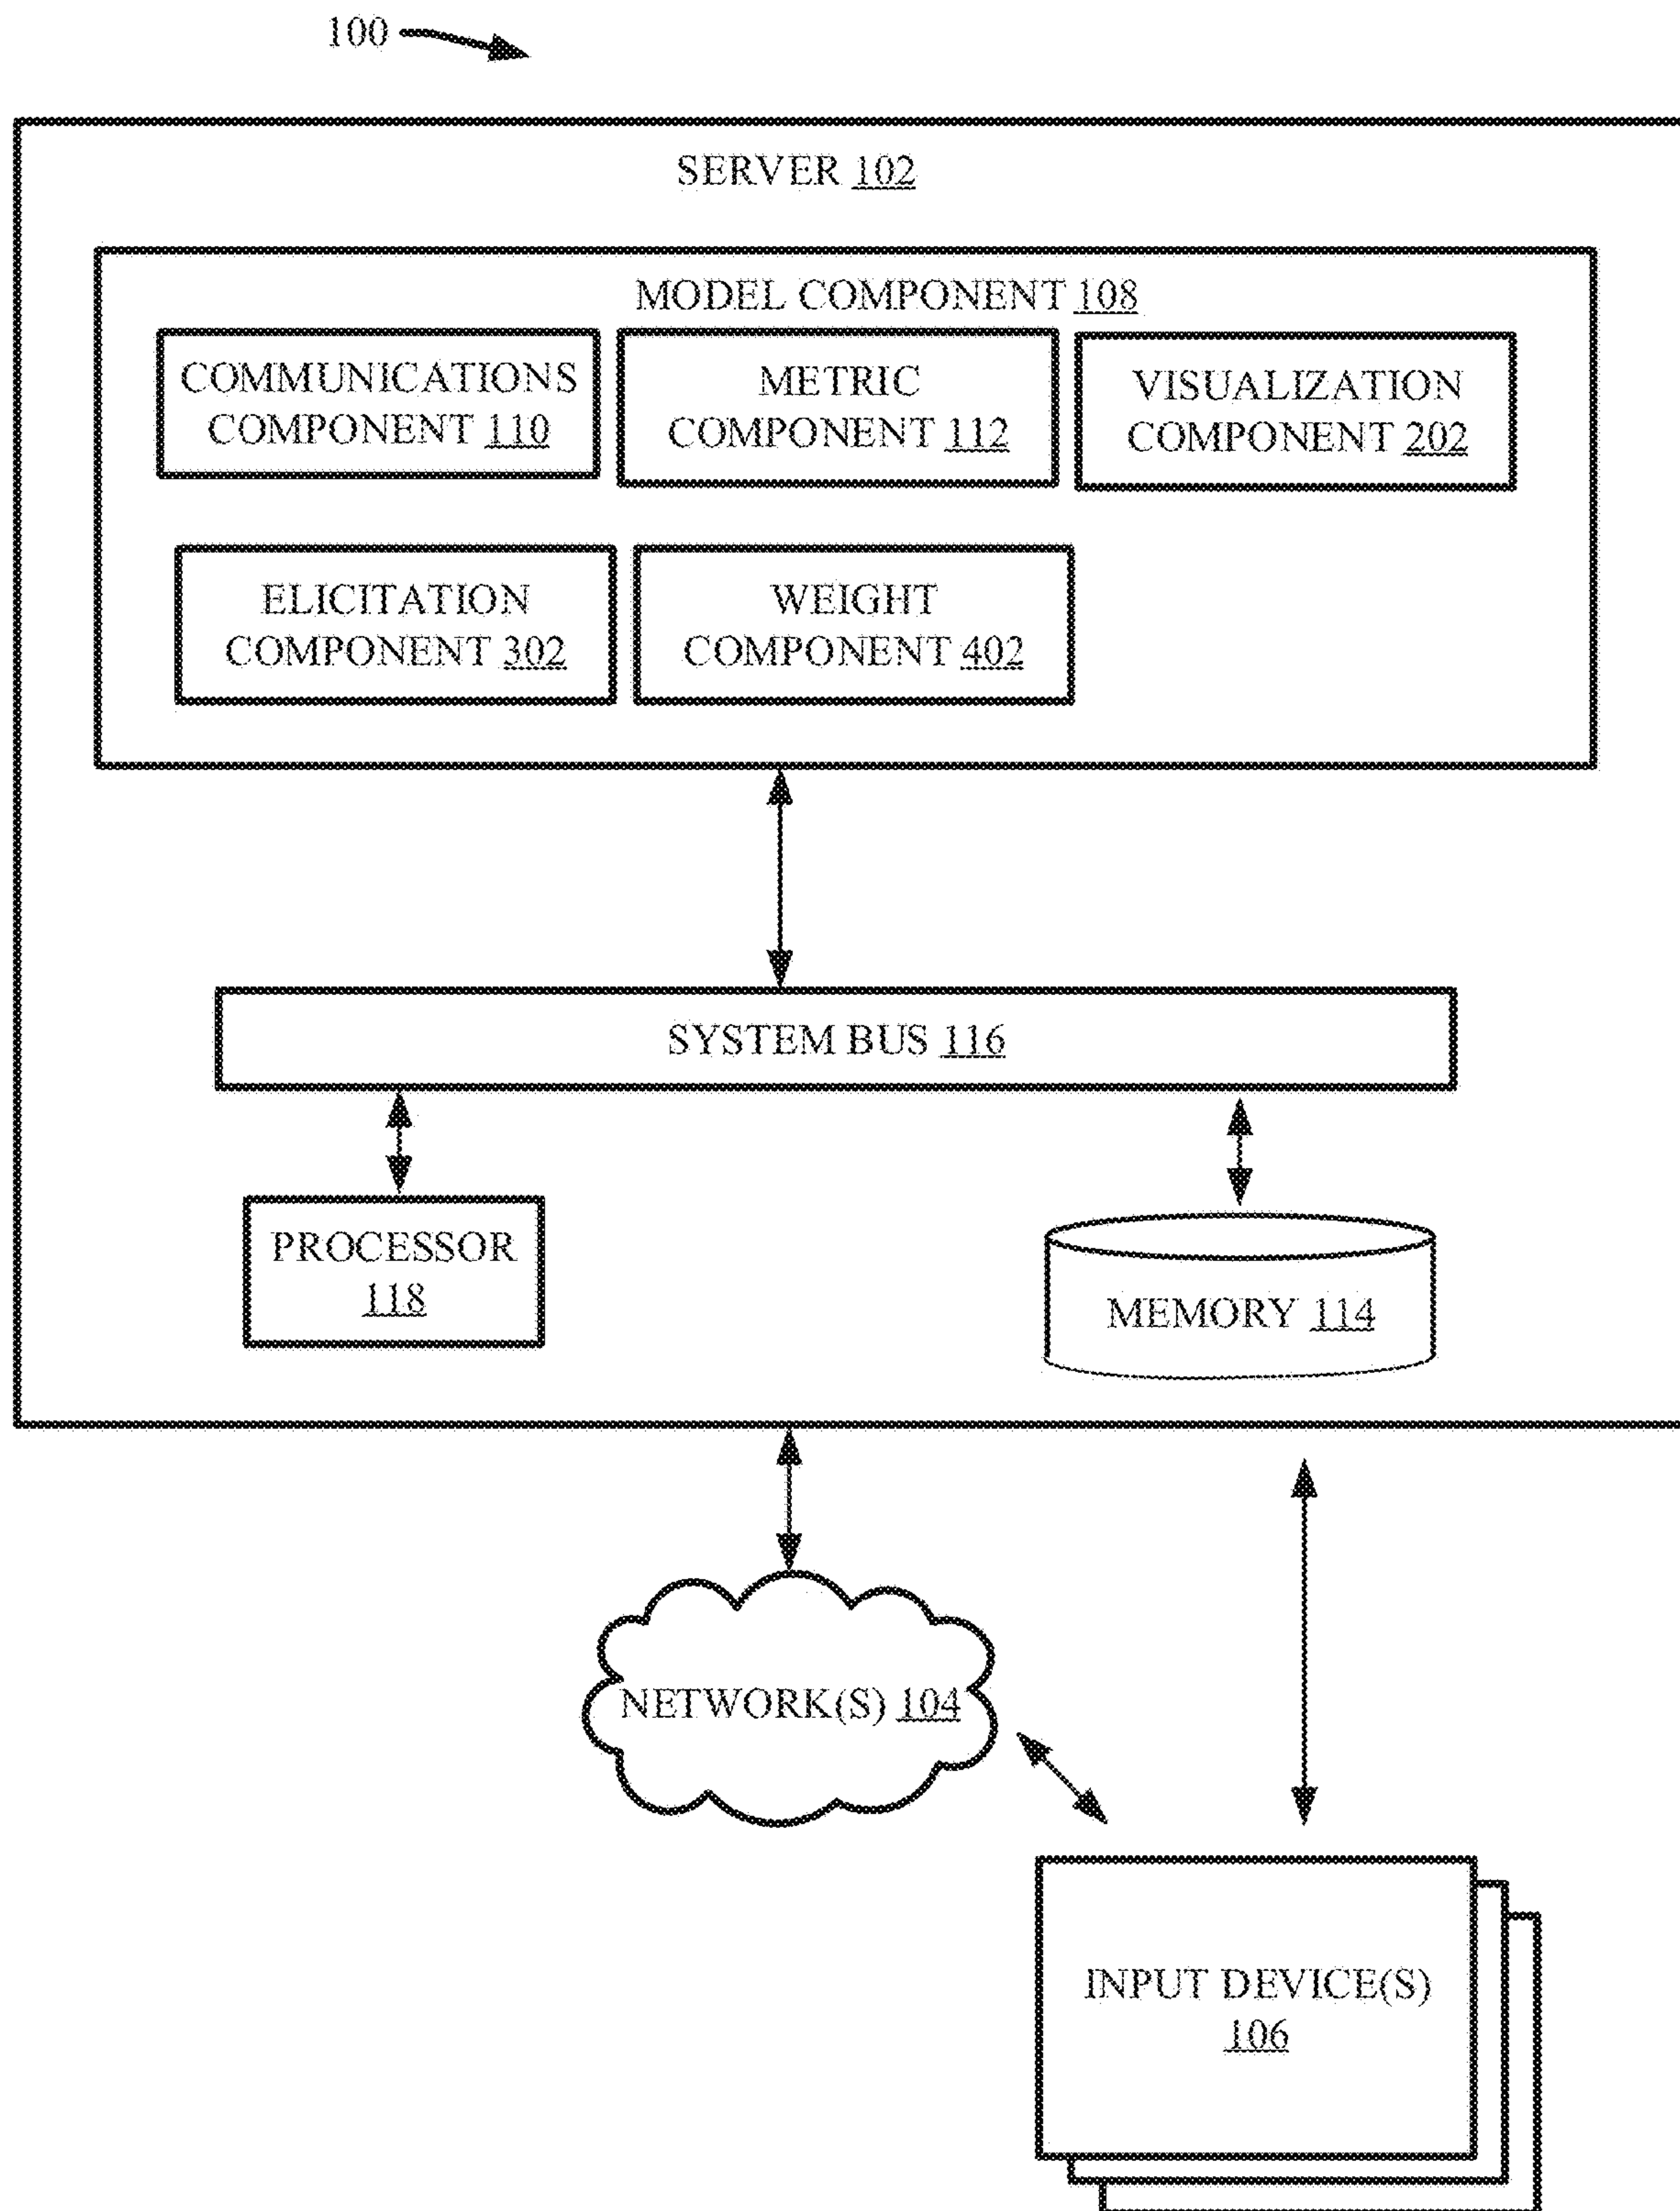 100
SERVER 102
MODEL COMPONENT 108
COMMUNICATIONS
COMPONENT 110
METRIC
COMPONENT 112
VISUALIZATION
COMPONENT 202
ELICITATION
COMPONENT 302
WEIGHT
COMPONENT 402
SYSTEM BUS 116
PROCESSOR
118
MEMORY 114
NETWORK(S) 104
INPUT DEVICE(S)
106